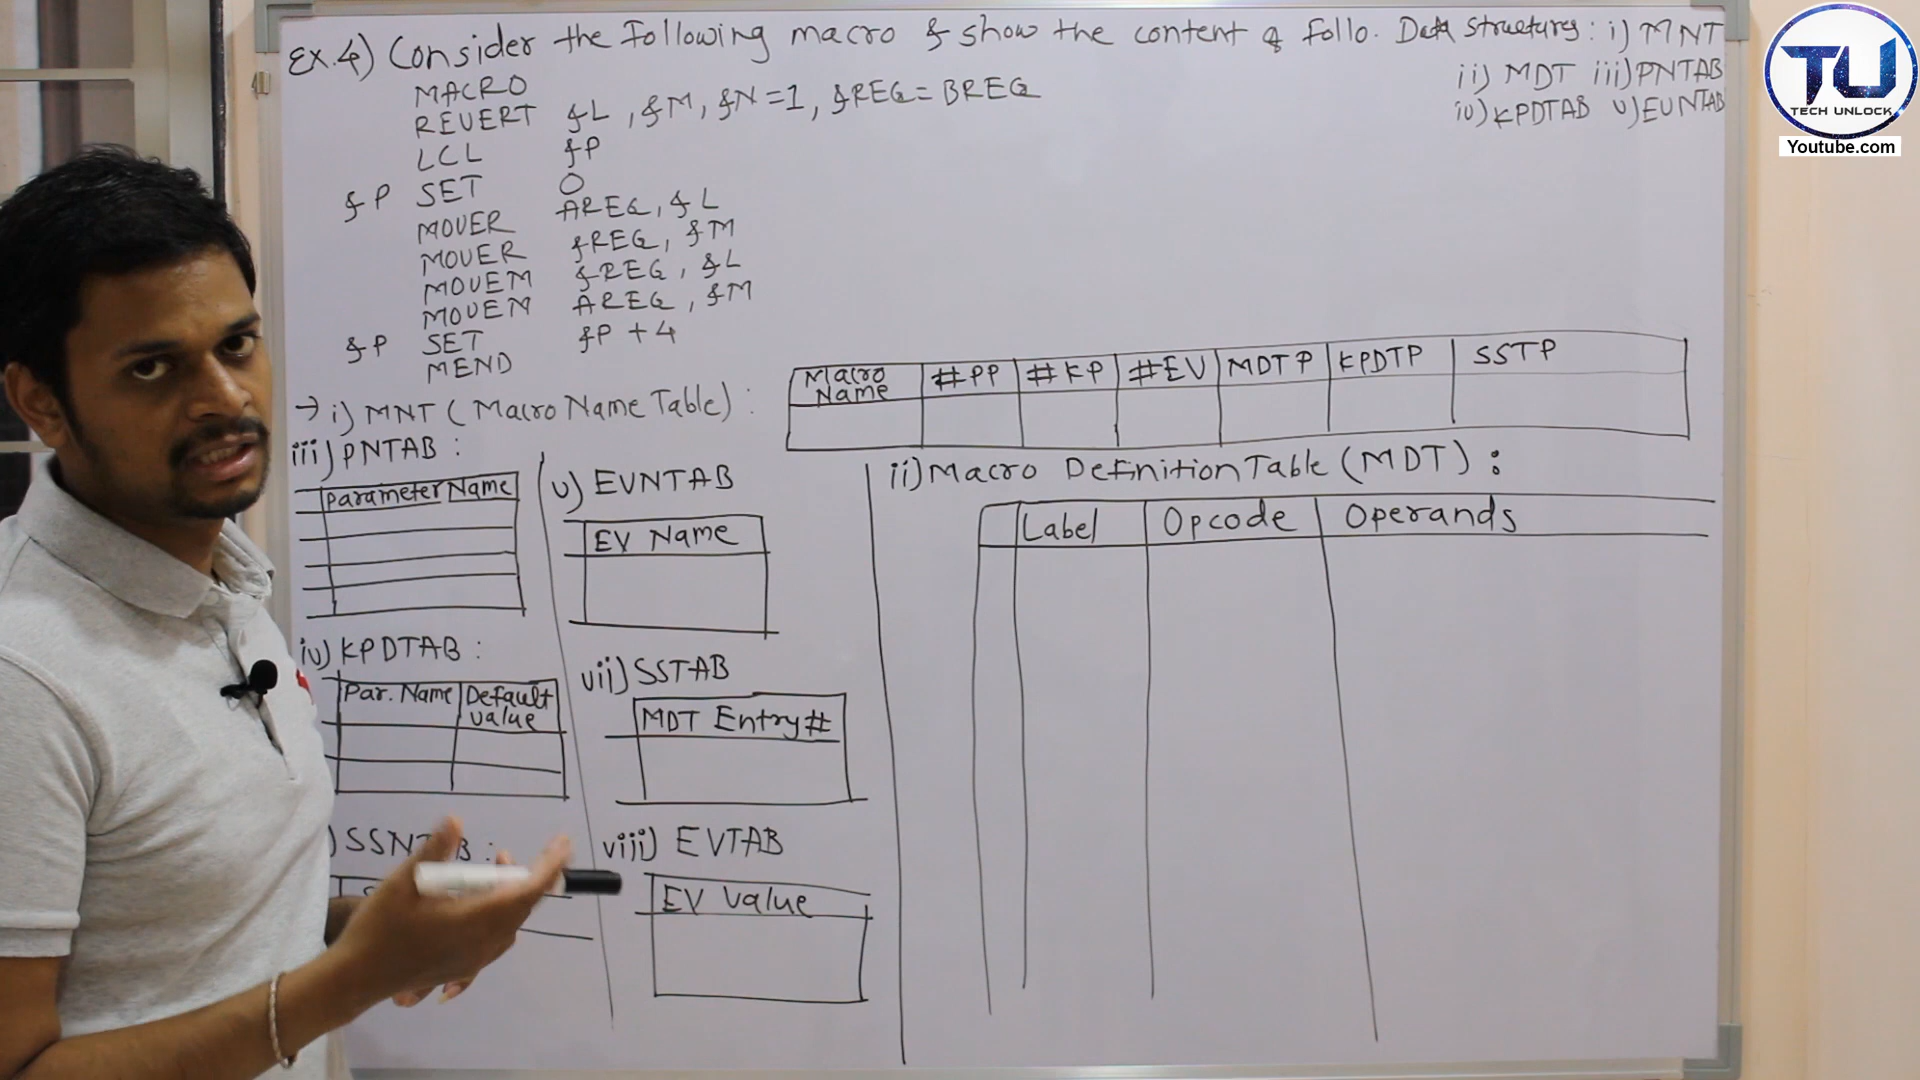 Ex.4) Consider the Following macro & show the content of follo. Data Structures: i) MNT
ii) MDT iii) PNTAB
iv) KPDTAB v) EVNTAB
MACRO
REVERT &L , &M, &N=1, &REG=BREG
LCL &P
&P SET 0
MOVER AREG, &L
MOVER &REG, &M
MOVEM &REG, &L
MOVEM AREG, &M
&P SET &P+4
MEND
→ i) MNT (Macro Name Table) :
Macro Name #PP #KP #EV MDTP KPDTP SSTP
iii) PNTAB :
Parameter Name
v) EVNTAB
EV Name
ii) Macro Definition Table (MDT) :
Label Opcode Operands
iv) KPDTAB :
Par. Name Default value
vii) SSTAB
MDT Entry#
) SSNTAB :
viii) EVTAB
EV Value
TU
TECH UNLOCK
Youtube.com